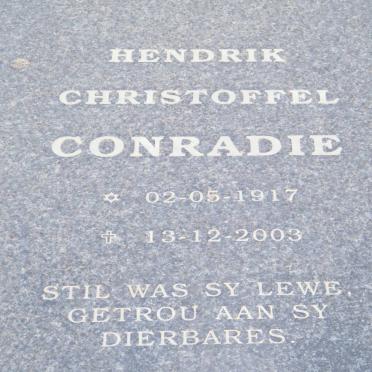 HENDRIK
CHRISTOFFEL
CONRADIE
✡ 02-05-1917
✝ 13-12-2003
STIL WAS SY LEWE,
GETROU AAN SY
DIERBARES.